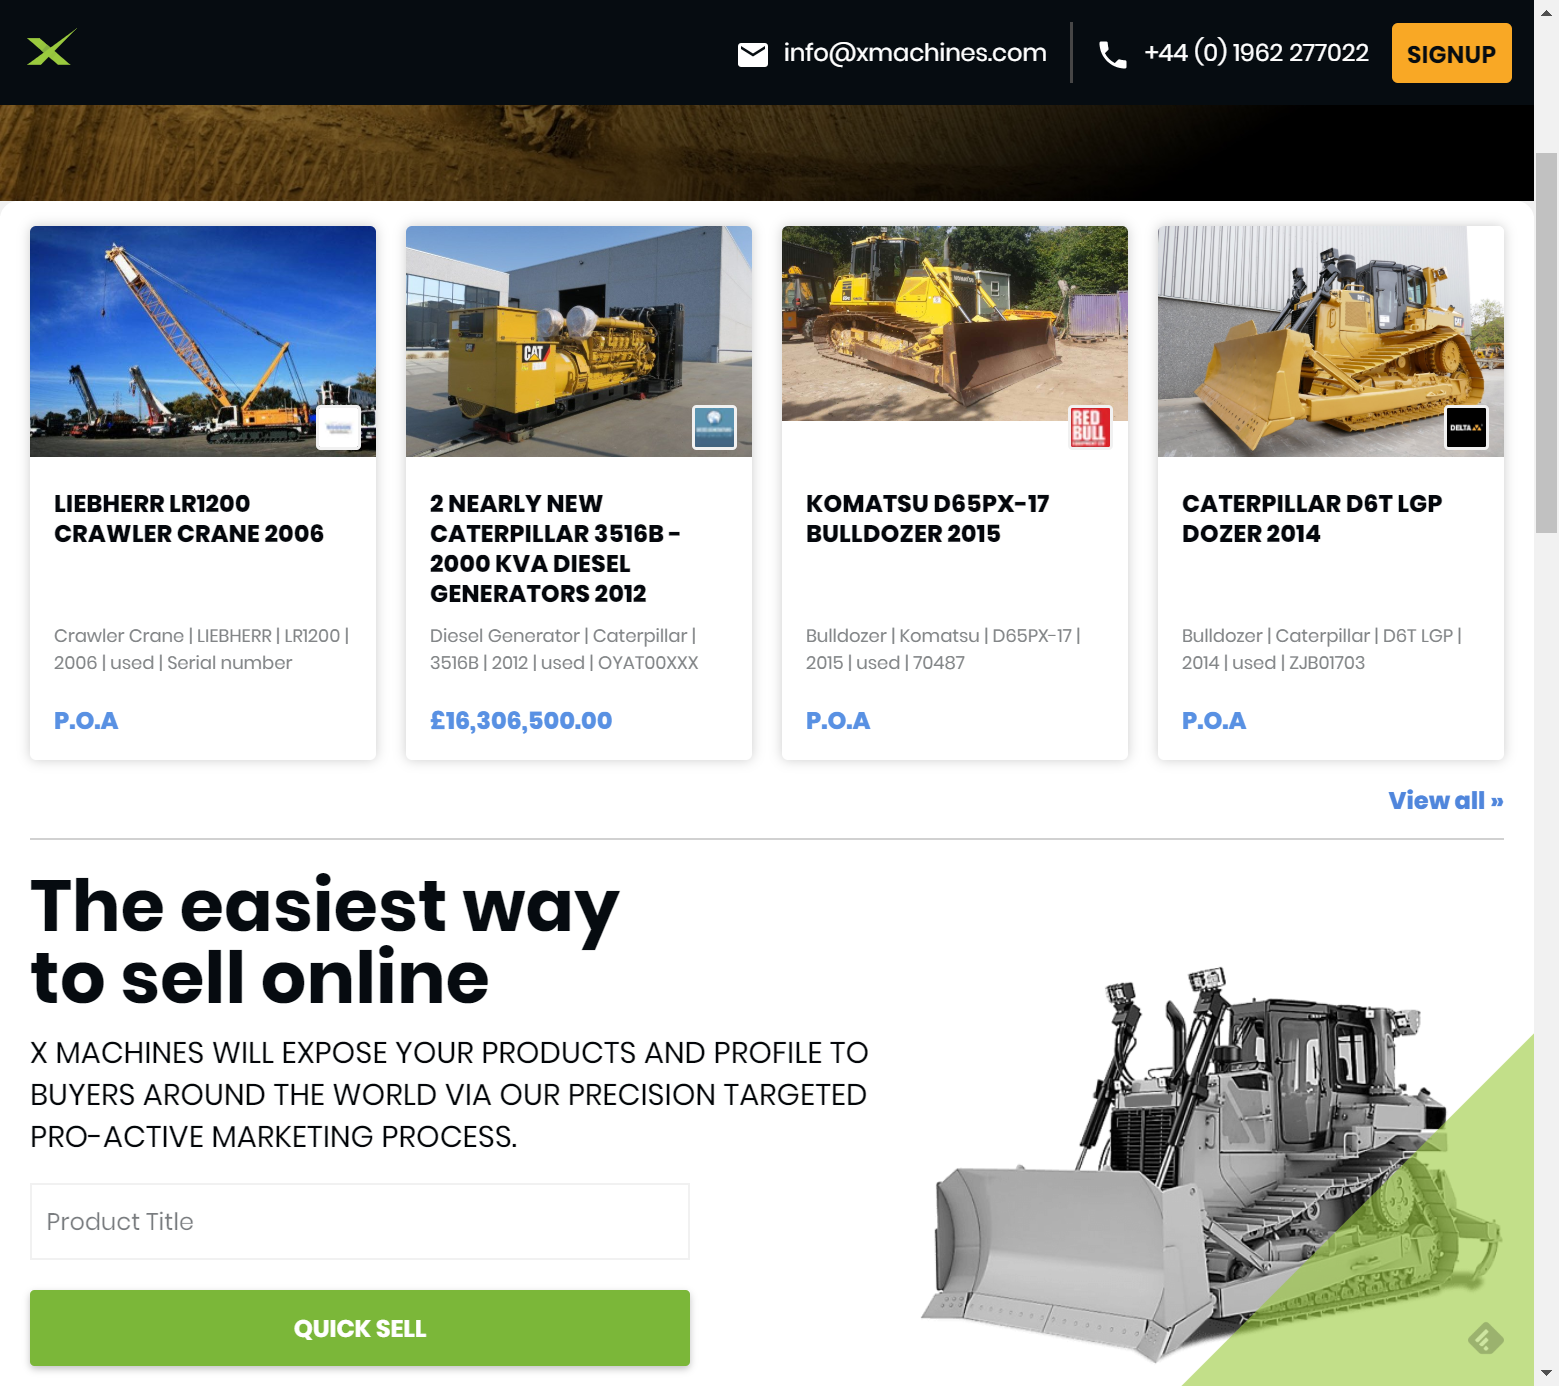 info@xmachines.com
+44 (0) 1962 277022
SIGNUP
CAT
KOMATSU
RED
BULL
DELTA
LIEBHERR LR1200
CRAWLER CRANE 2006
Crawler Crane | LIEBHERR | LR1200 |
2006 | used | Serial number
P.O.A
2 NEARLY NEW
CATERPILLAR 3516B -
2000 KVA DIESEL
GENERATORS 2012
Diesel Generator | Caterpillar |
3516B | 2012 | used | OYAT00XXX
£16,306,500.00
KOMATSU D65PX-17
BULLDOZER 2015
Bulldozer | Komatsu | D65PX-17 |
2015 | used | 70487
P.O.A
CATERPILLAR D6T LGP
DOZER 2014
Bulldozer | Caterpillar | D6T LGP |
2014 | used | ZJB01703
P.O.A
View all »
The easiest way
to sell online
X MACHINES WILL EXPOSE YOUR PRODUCTS AND PROFILE TO
BUYERS AROUND THE WORLD VIA OUR PRECISION TARGETED
PRO-ACTIVE MARKETING PROCESS.
Product Title
QUICK SELL